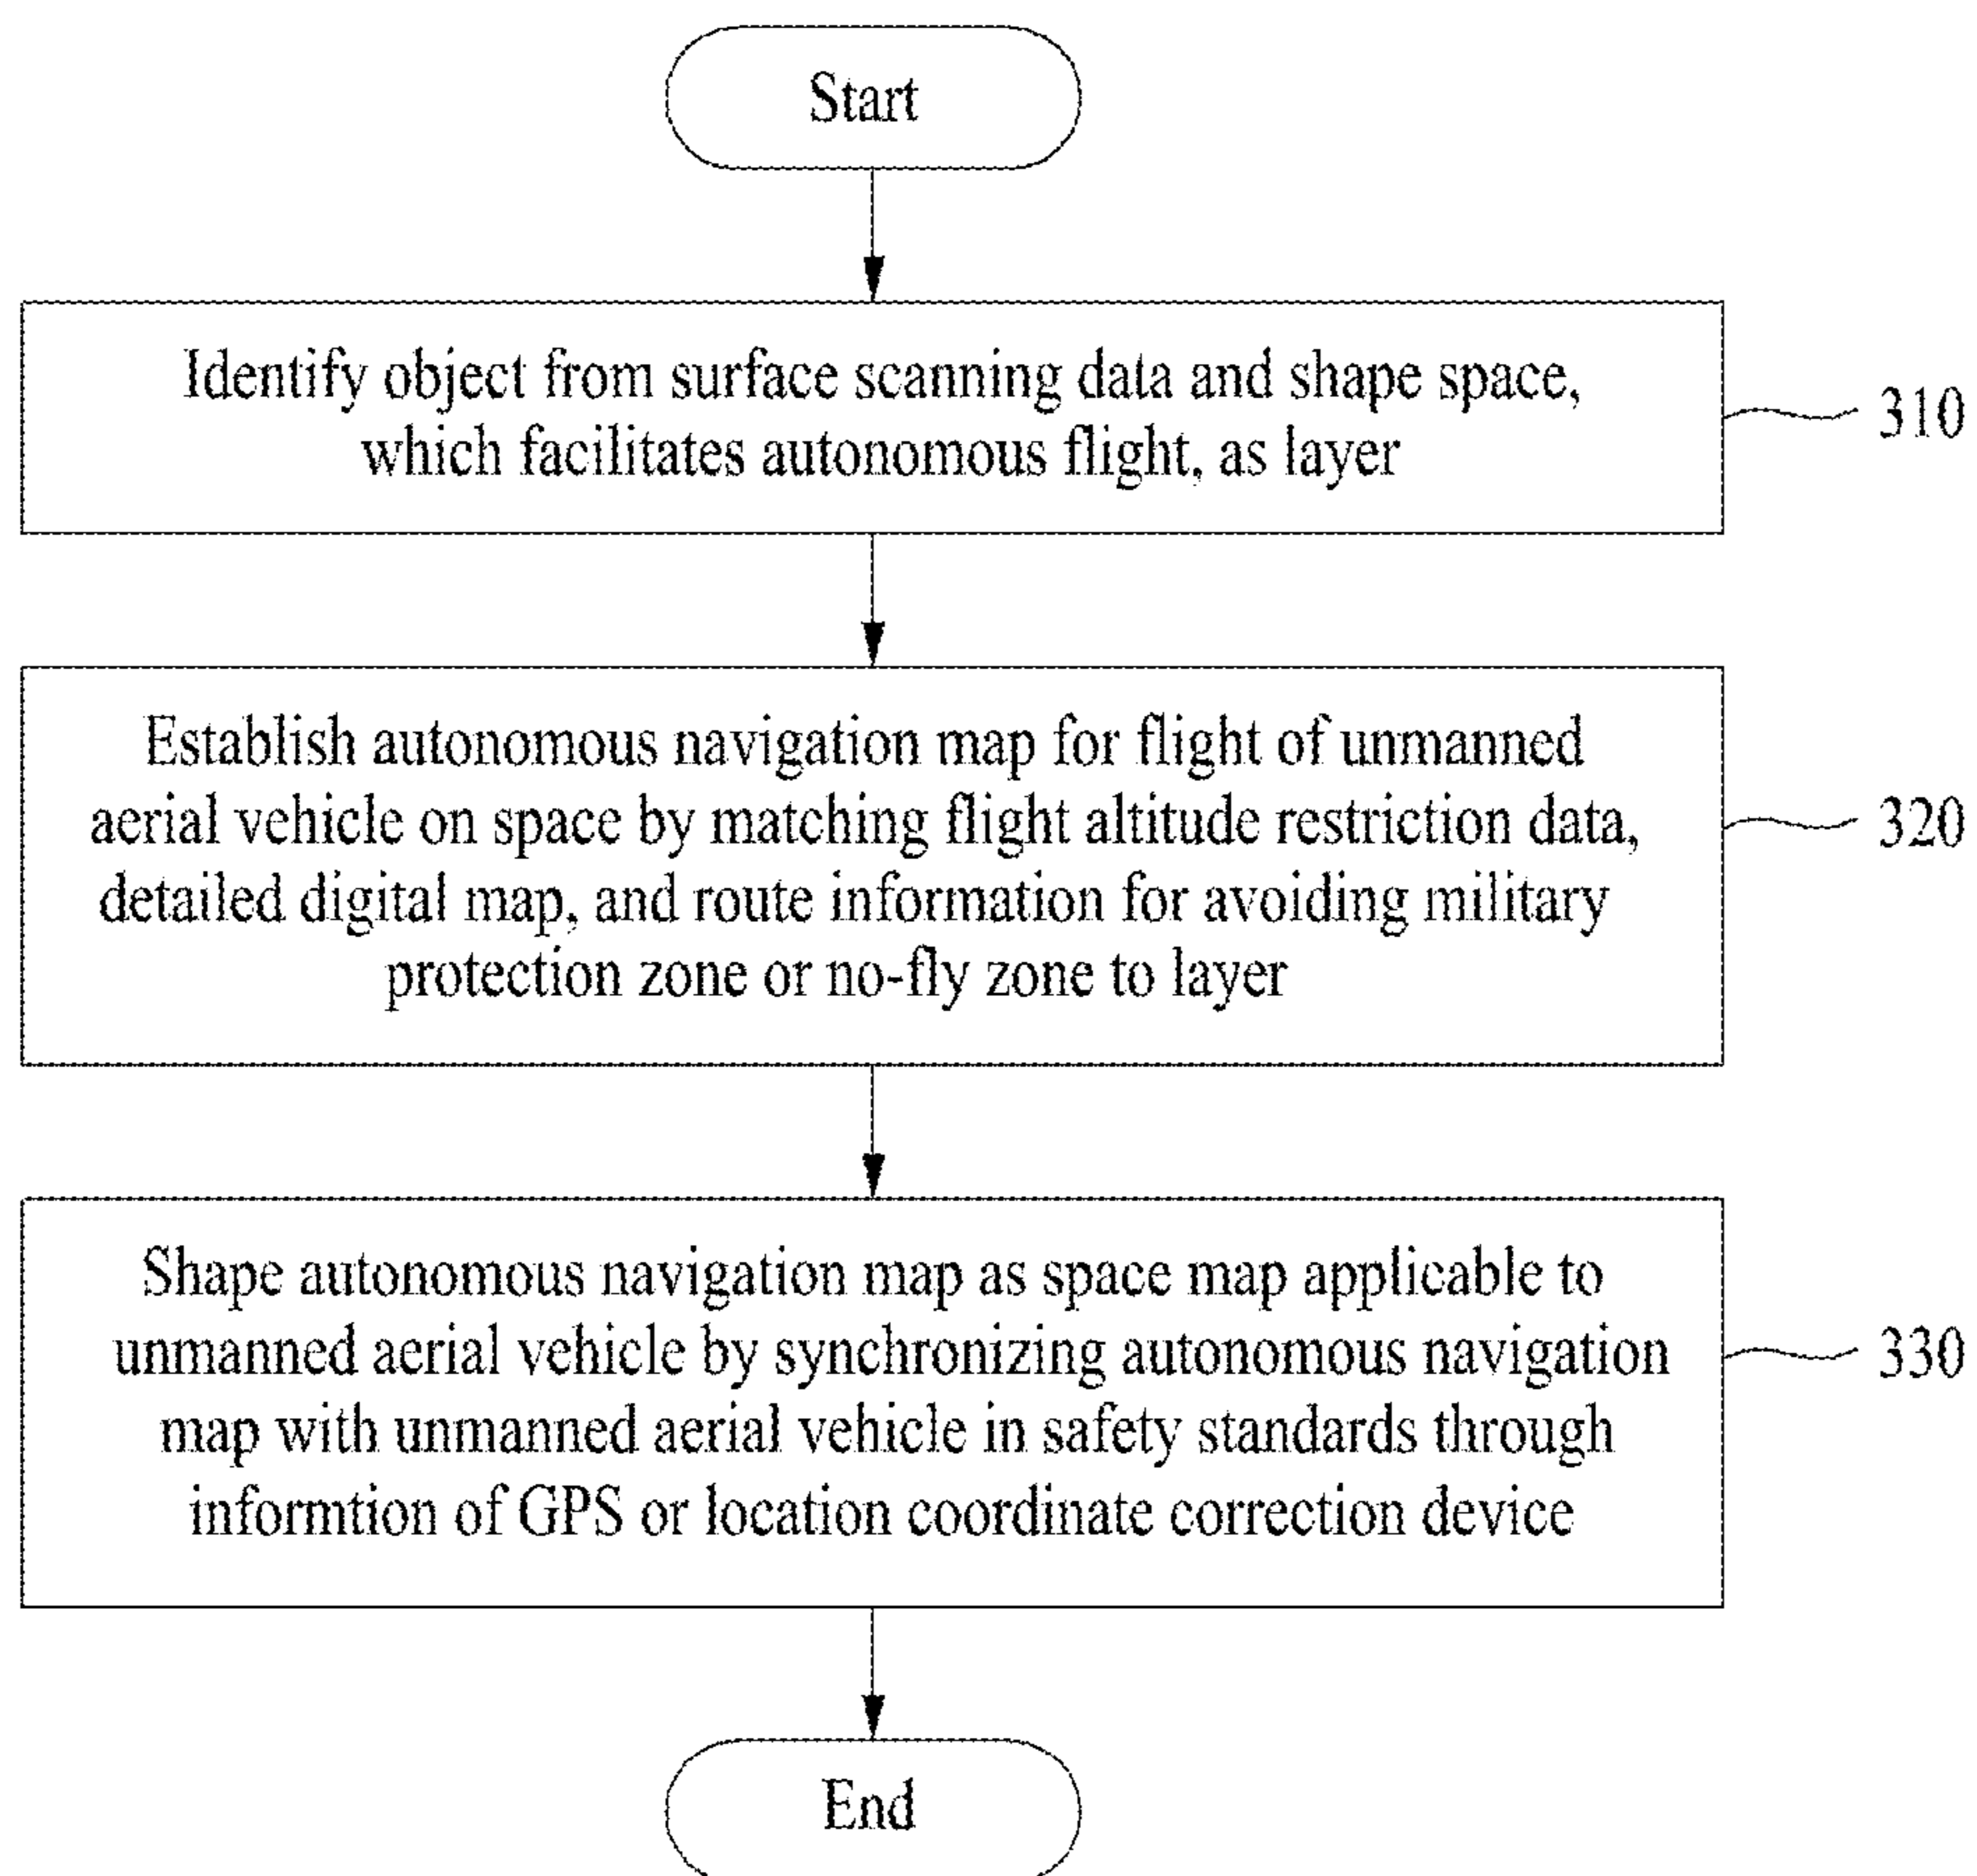 Start
Identify object from surface scanning data and shape space,
which facilitates autonomous flight, as layer
310
Establish autonomous navigation map for flight of unmanned
aerial vehicle on space by matching flight altitude restriction data,
detailed digital map, and route information for avoiding military
protection zone or no-fly zone to layer
320
Shape autonomous navigation map as space map applicable to
unmanned aerial vehicle by synchronizing autonomous navigation
map with unmanned aerial vehicle in safety standards through
informtion of GPS or location coordinate correction device
330
End